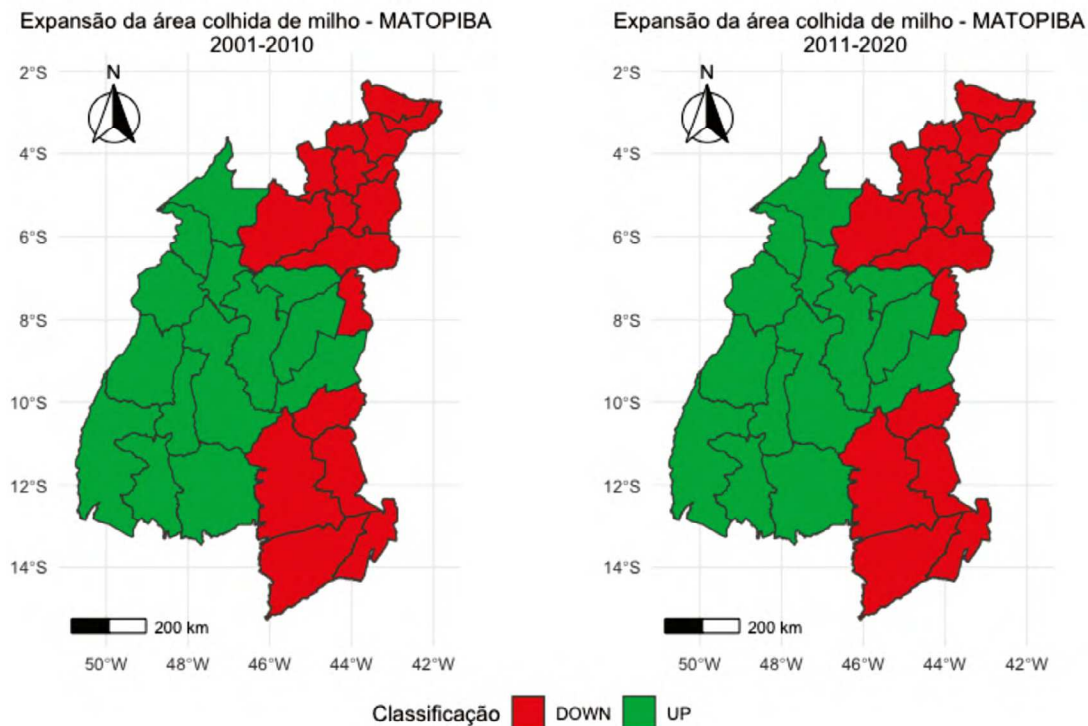 Expansão da área colhida de milho - MATOPIBA
2001-2010
N
2°S
4°S
6°S
8°S
10°S
12°S
14°S
200 km
50°W 48°W 46°W 44°W 42°W
Expansão da área colhida de milho - MATOPIBA
2011-2020
N
2°S
4°S
6°S
8°S
10°S
12°S
14°S
200 km
50°W 48°W 46°W 44°W 42°W
Classificação DOWN UP